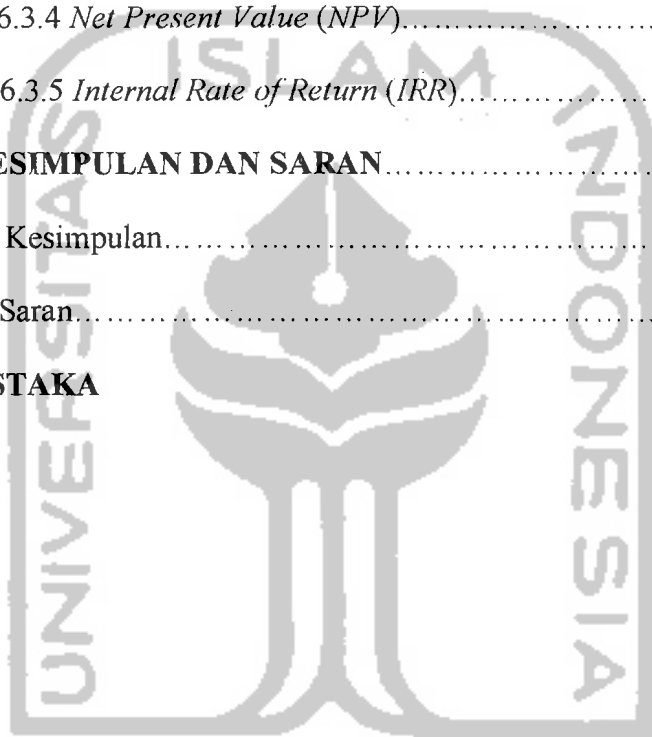 6.3.4 Net Present Value (NPV)........................
6.3.5 Internal Rate of Return (IRR)..................
ESIMPULAN DAN SARAN........................
Kesimpulan........................................
Saran................................................
STAKA
UNIVERSITAS
ISLAM
INDONESIA